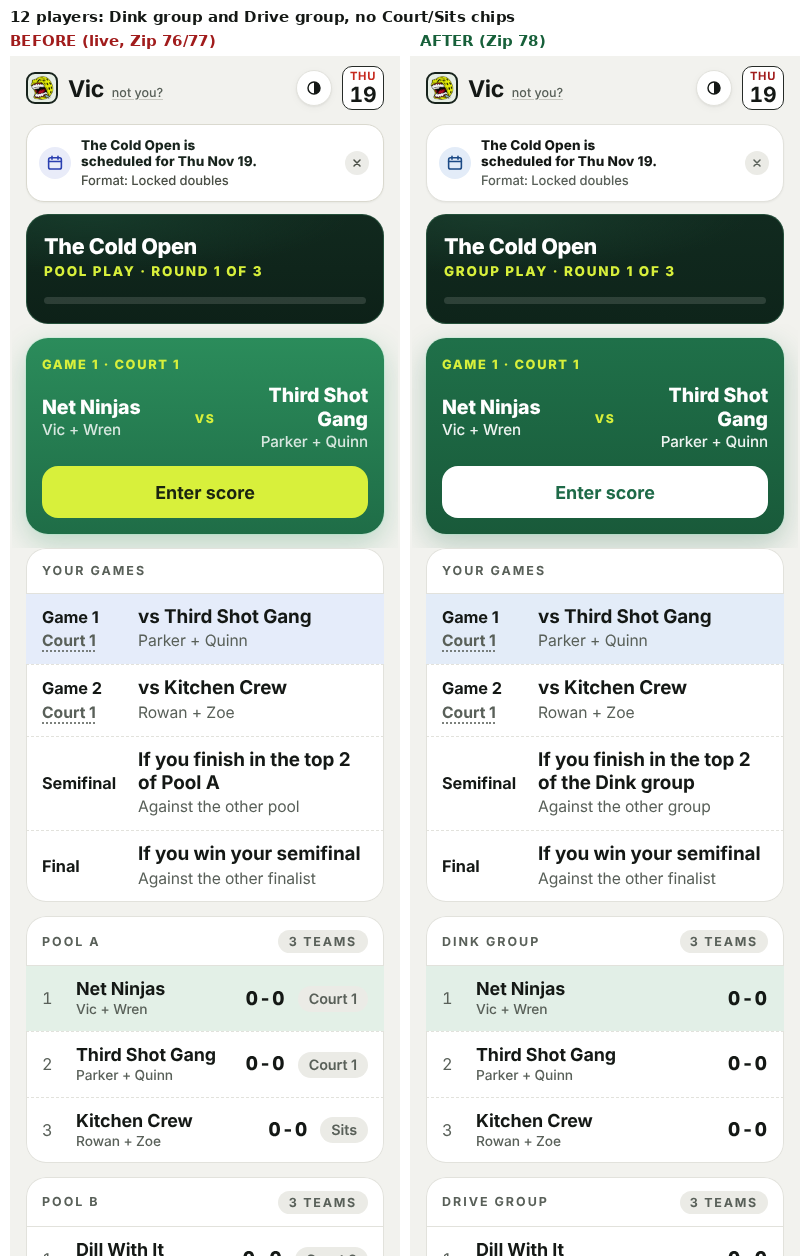 12 players: Dink group and Drive group, no Court/Sits chips
BEFORE (live, Zip 76/77)
Vic not you?
THU
19
The Cold Open is
scheduled for Thu Nov 19.
Format: Locked doubles
The Cold Open
POOL PLAY · ROUND 1 OF 3
GAME 1 · COURT 1
Net Ninjas
Vic + Wren
VS
Third Shot
Gang
Parker + Quinn
Enter score
YOUR GAMES
Game 1
Court 1
vs Third Shot Gang
Parker + Quinn
Game 2
Court 1
vs Kitchen Crew
Rowan + Zoe
Semifinal
If you finish in the top 2
of Pool A
Against the other pool
Final
If you win your semifinal
Against the other finalist
POOL A
3 TEAMS
1
Net Ninjas
Vic + Wren
0-0
Court 1
2
Third Shot Gang
Parker + Quinn
0-0
Court 1
3
Kitchen Crew
Rowan + Zoe
0-0
Sits
POOL B
3 TEAMS
Dill With It
AFTER (Zip 78)
Vic not you?
THU
19
The Cold Open is
scheduled for Thu Nov 19.
Format: Locked doubles
The Cold Open
GROUP PLAY · ROUND 1 OF 3
GAME 1 · COURT 1
Net Ninjas
Vic + Wren
VS
Third Shot
Gang
Parker + Quinn
Enter score
YOUR GAMES
Game 1
Court 1
vs Third Shot Gang
Parker + Quinn
Game 2
Court 1
vs Kitchen Crew
Rowan + Zoe
Semifinal
If you finish in the top 2
of the Dink group
Against the other group
Final
If you win your semifinal
Against the other finalist
DINK GROUP
3 TEAMS
1
Net Ninjas
Vic + Wren
0-0
2
Third Shot Gang
Parker + Quinn
0-0
3
Kitchen Crew
Rowan + Zoe
0-0
DRIVE GROUP
3 TEAMS
Dill With It